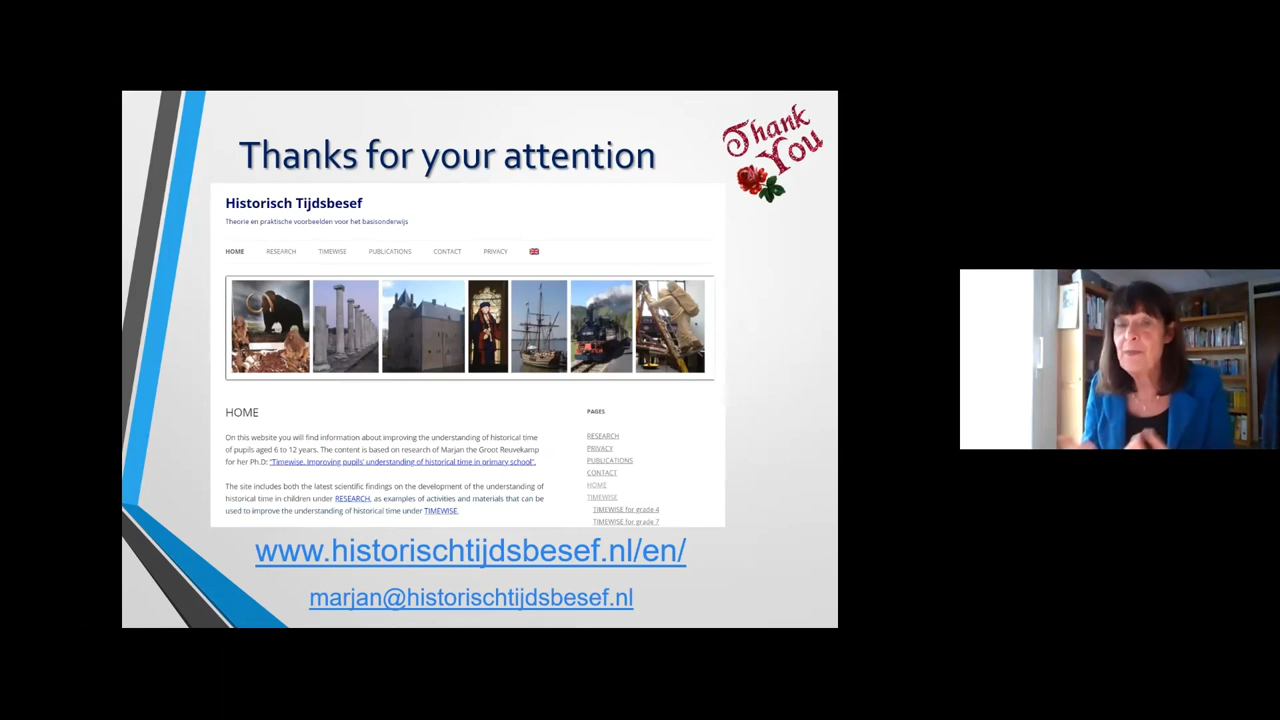 Thanks for your attention
Thank
You
Historisch Tijdsbesef
Theorie en praktische voorbeelden voor het basisonderwijs
HOME RESEARCH TIMEWISE PUBLICATIONS CONTACT PRIVACY
HOME
On this website you will find information about improving the understanding of historical time
of pupils aged 6 to 12 years. The content is based on research of Marjan the Groot Reuvekamp
for her Ph.D: "Timewise. Improving pupils' understanding of historical time in primary school".
The site includes both the latest scientific findings on the development of the understanding of
historical time in children under RESEARCH, as examples of activities and materials that can be
used to improve the understanding of historical time under TIMEWISE.
PAGES
RESEARCH
PRIVACY
PUBLICATIONS
CONTACT
HOME
TIMEWISE
TIMEWISE for grade 4
TIMEWISE for grade 7
www.historischtijdsbesef.nl/en/
marjan@historischtijdsbesef.nl